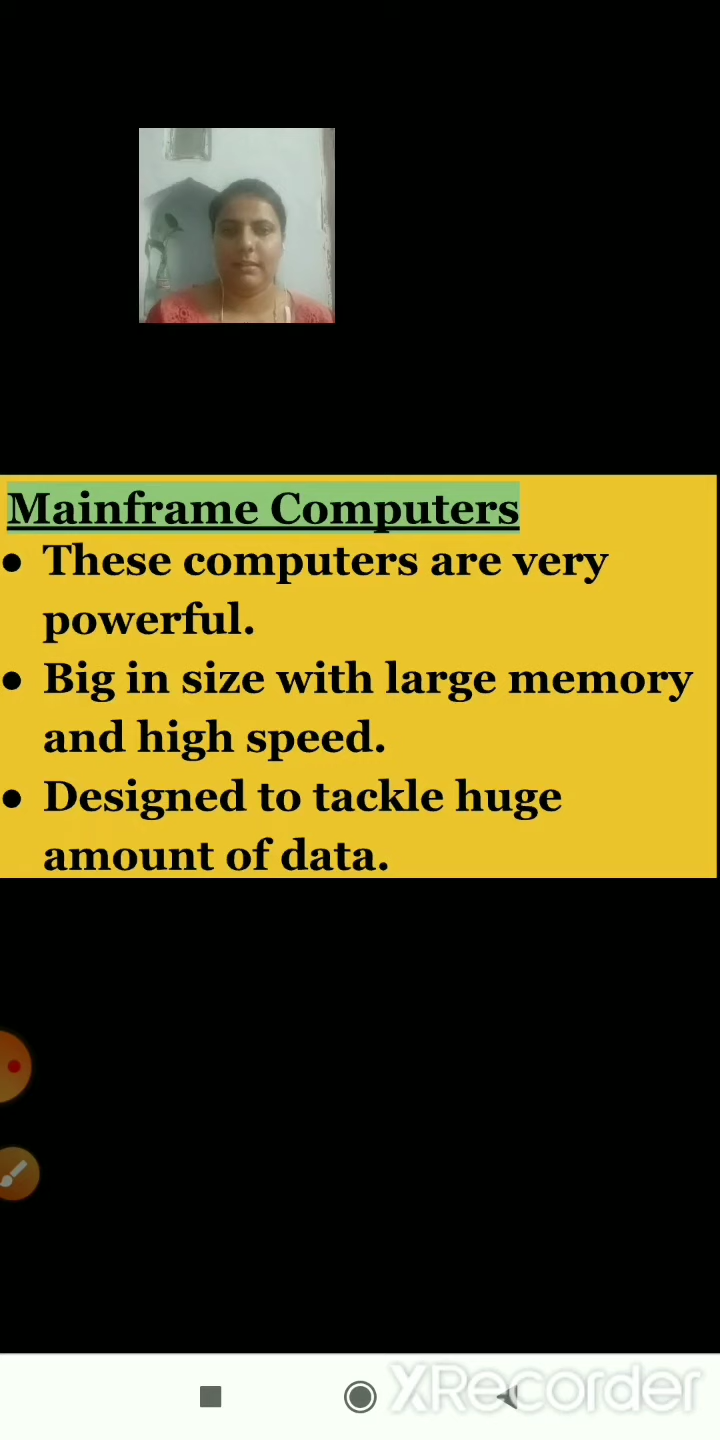 Mainframe Computers
● These computers are very
powerful.
● Big in size with large memory
and high speed.
● Designed to tackle huge
amount of data.
XRecorder